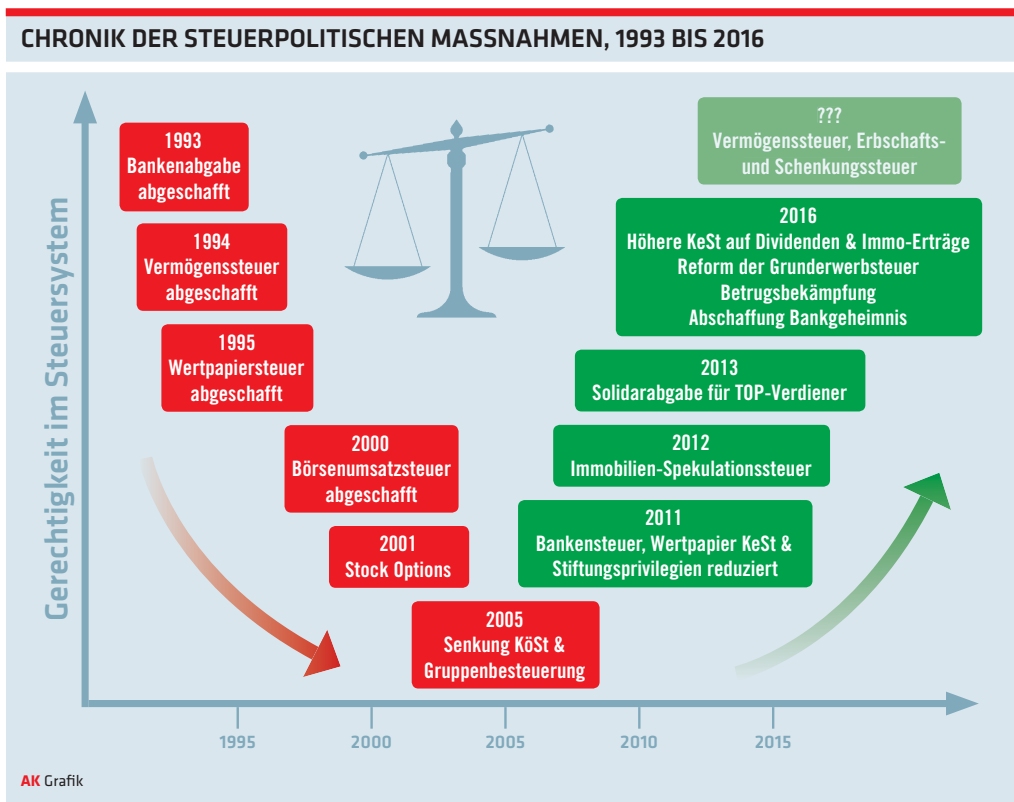 CHRONIK DER STEUERPOLITISCHEN MASSNAHMEN, 1993 BIS 2016
Gerechtigkeit im Steuersystem
1993
Bankenabgabe
abgeschafft
1994
Vermögenssteuer
abgeschafft
1995
Wertpapiersteuer
abgeschafft
2000
Börsenumsatzsteuer
abgeschafft
2001
Stock Options
2005
Senkung KöSt &
Gruppenbesteuerung
???
Vermögenssteuer, Erbschafts-
und Schenkungssteuer
2016
Höhere KeSt auf Dividenden & Immo-Erträge
Reform der Grunderwerbsteuer
Betrugsbekämpfung
Abschaffung Bankgeheimnis
2013
Solidarabgabe für TOP-Verdiener
2012
Immobilien-Spekulationssteuer
2011
Bankensteuer, Wertpapier KeSt &
Stiftungsprivilegien reduziert
1995 2000 2005 2010 2015
AK Grafik